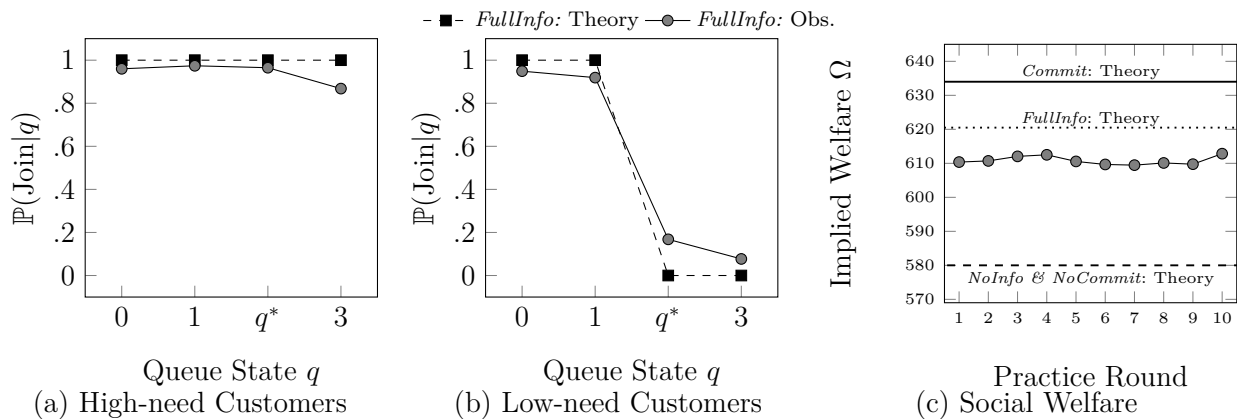 FullInfo: Theory FullInfo: Obs.
ℙ(Join|q)
1
.8
.6
.4
.2
0
0 1 q* 3
Queue State q
(a) High-need Customers
ℙ(Join|q)
1
.8
.6
.4
.2
0
0 1 q* 3
Queue State q
(b) Low-need Customers
Implied Welfare Ω
640
630
620
610
600
590
580
570
Commit: Theory
FullInfo: Theory
NoInfo & NoCommit: Theory
1 2 3 4 5 6 7 8 9 10
Practice Round
(c) Social Welfare